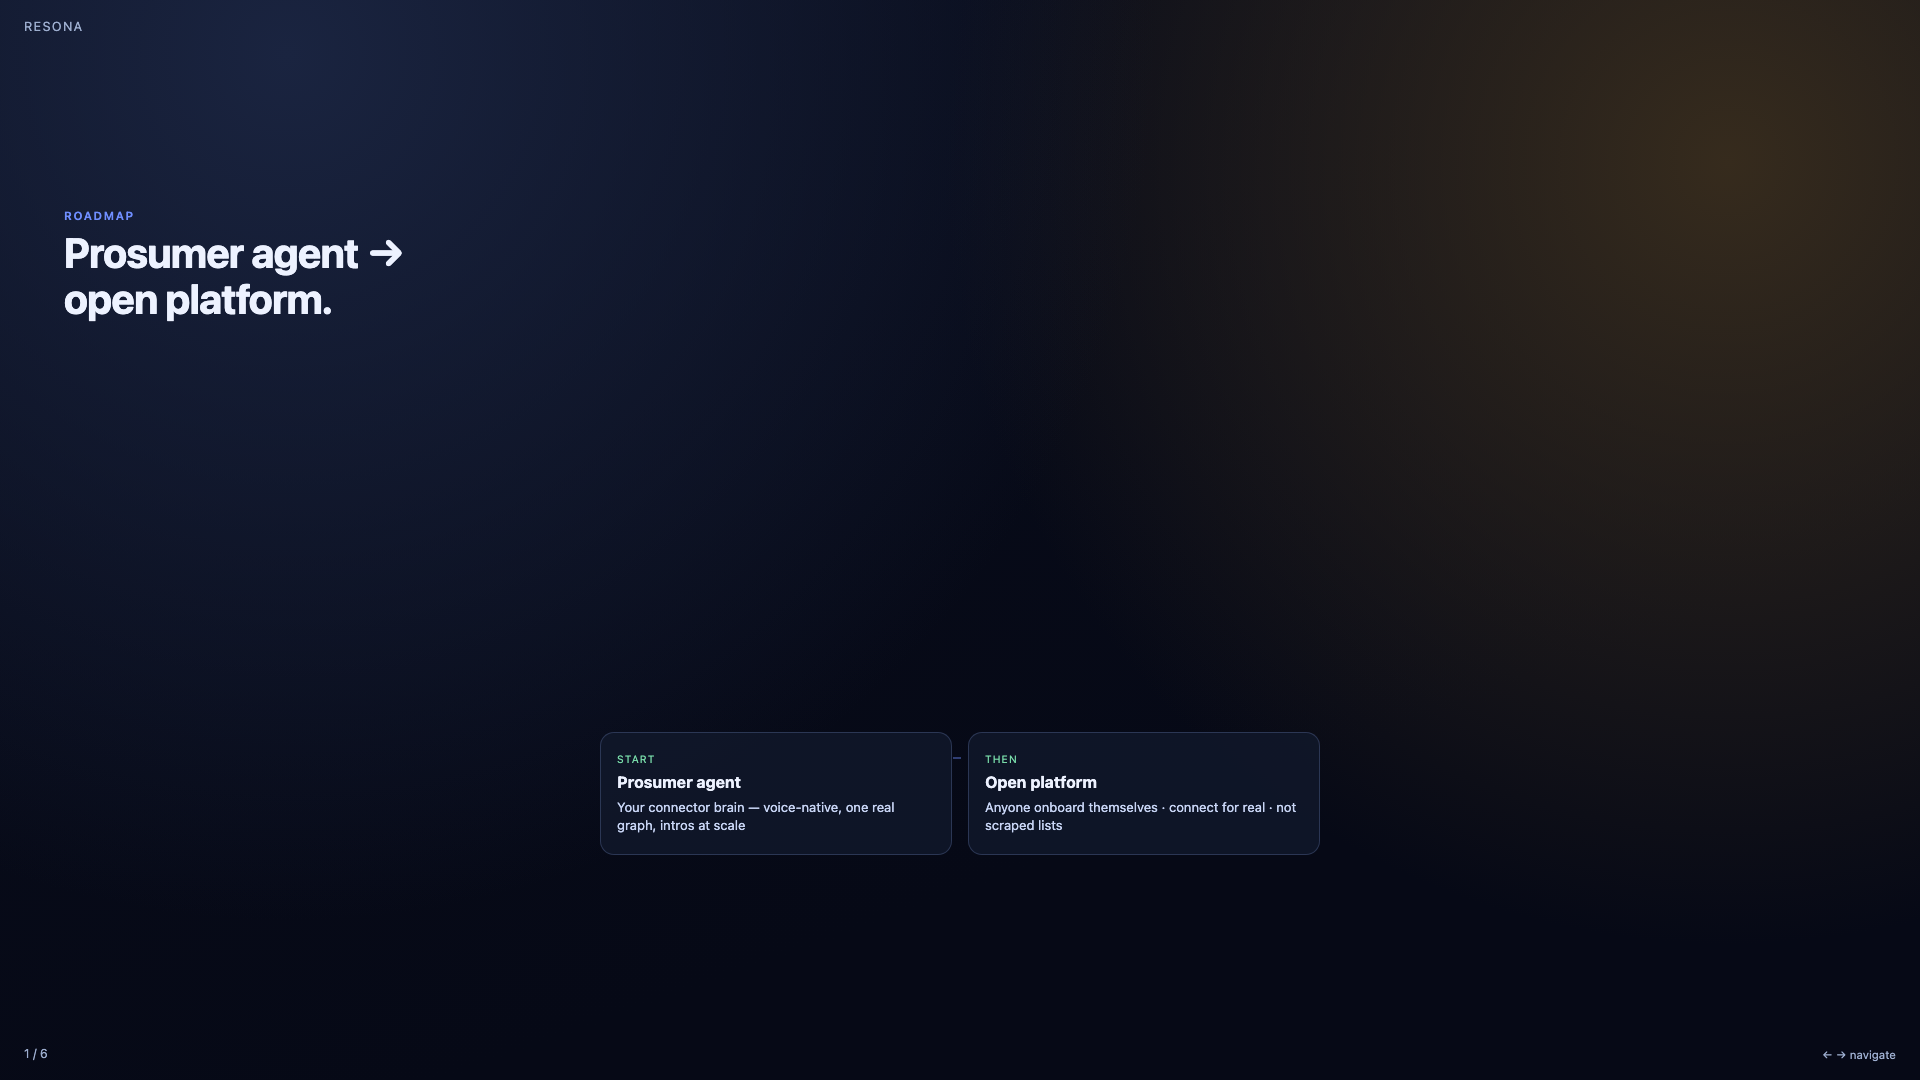 RESONA
ROADMAP
Prosumer agent →
open platform.
START
Prosumer agent
Your connector brain — voice-native, one real
graph, intros at scale
THEN
Open platform
Anyone onboard themselves · connect for real · not
scraped lists
1 / 6
← → navigate